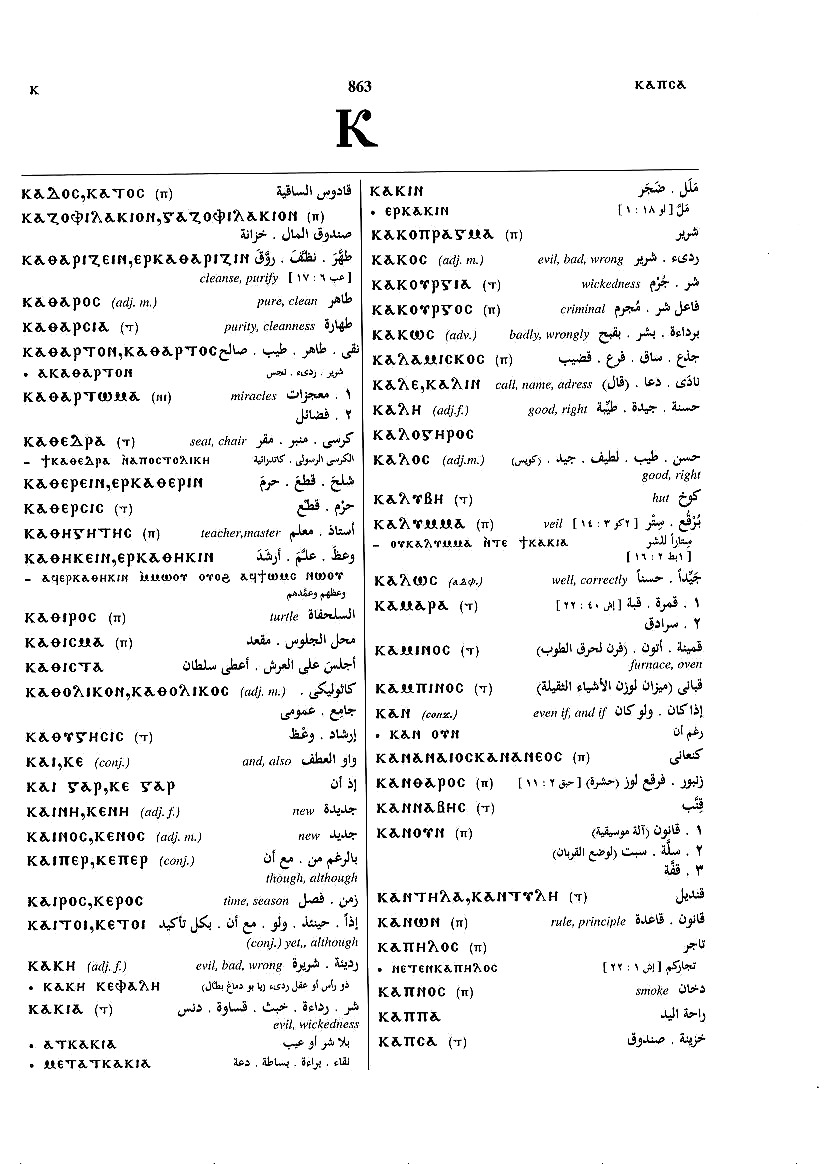 Ⲕ
863
ⲔⲀⲠⲤⲀ
Ⲕ
ⲕⲁⲇⲟⲥ,ⲕⲁⲧⲟⲥ (ⲡ) قادوس الساقية
ⲕⲁⲍⲟⲫⲓⲗⲁⲕⲓⲟⲛ,ⲅⲁⲍⲟⲫⲓⲗⲁⲕⲓⲟⲛ (ⲡ)
صندوق المال . خزانة
ⲕⲁⲑⲁⲣⲓⲍⲉⲓⲛ,ⲉⲣⲕⲁⲑⲁⲣⲓⲍⲓⲛ طهَّرَ . نظَّفَ . روَّقَ
cleanse, purify [ عب ٦ : ١٧ ]
ⲕⲁⲑⲁⲣⲟⲥ (adj. m.) pure, clean طاهر
ⲕⲁⲑⲁⲣⲥⲓⲁ (ⲧ) purity, cleanness طهارة
ⲕⲁⲑⲁⲣⲧⲟⲛ,ⲕⲁⲑⲁⲣⲧⲟⲥ نقى . طاهر . طيب . صالح
• ⲁⲕⲁⲑⲁⲣⲧⲟⲛ شرير . ردىء . نجس
ⲕⲁⲑⲁⲣⲧⲱⲙⲁ (ⲛⲓ) miracles ١ . معجزات
٢ . فضائل
ⲕⲁⲑⲉⲇⲣⲁ (ⲧ) seat, chair كرسى . منبر . مقر
– ϯⲕⲁⲑⲉⲇⲣⲁ ⲛ̀ⲁⲡⲟⲥⲧⲟⲗⲓⲕⲏ الكرسى الرسولى . كاتدرائية
ⲕⲁⲑⲉⲣⲉⲓⲛ,ⲉⲣⲕⲁⲑⲉⲣⲓⲛ شلحَ . قطعَ . حرمَ
ⲕⲁⲑⲉⲣⲥⲓⲥ (ⲧ) حرْم . قطْع
ⲕⲁⲑⲏⲅⲏⲧⲏⲥ (ⲡ) teacher,master أستاذ . معلم
ⲕⲁⲑⲏⲕⲉⲓⲛ,ⲉⲣⲕⲁⲑⲏⲕⲓⲛ وعظَ . علَّمَ . أرشَدَ
– ⲁϥⲉⲣⲕⲁⲑⲏⲕⲓⲛ ⲙ̀ⲙⲱⲟⲩ ⲟⲩⲟϩ ⲁϥϯⲱⲙⲥ ⲛⲱⲟⲩ
وعظهم وعمَّدهم
ⲕⲁⲑⲓⲣⲟⲥ (ⲡ) turtle السلحفاة
ⲕⲁⲑⲓⲥⲙⲁ (ⲡ) محل الجلوس . مقعد
ⲕⲁⲑⲓⲥⲧⲁ أجلسَ على العرش . أعطى سلطان
ⲕⲁⲑⲟⲗⲓⲕⲟⲛ,ⲕⲁⲑⲟⲗⲓⲕⲟⲥ (adj. m.) كاثوليكى .
جامع . عمومى
ⲕⲁⲑⲩⲅⲏⲥⲓⲥ (ⲧ) إرشاد . وعْظ
ⲕⲁⲓ,ⲕⲉ (conj.) and, also واو العطف
ⲕⲁⲓ ⲅⲁⲣ,ⲕⲉ ⲅⲁⲣ إذ أن
ⲕⲁⲓⲛⲏ,ⲕⲉⲛⲏ (adj. f.) new جديدة
ⲕⲁⲓⲛⲟⲥ,ⲕⲉⲛⲟⲥ (adj. m.) new جديد
ⲕⲁⲓⲡⲉⲣ,ⲕⲉⲡⲉⲣ (conj.) بالرغم من . مع أن
though, although
ⲕⲁⲓⲣⲟⲥ,ⲕⲉⲣⲟⲥ time, season زمن . فصل
ⲕⲁⲓⲧⲟⲓ,ⲕⲉⲧⲟⲓ إذاً . حينئذ . ولو . مع أن . بكل تأكيد
(conj.) yet,, although
ⲕⲁⲕⲏ (adj. f.) evil, bad, wrong رديئة . شريرة
• ⲕⲁⲕⲏ ⲕⲉⲫⲁⲗⲏ ذو رأس أو عقل ردىء (يا بو دماغ بطَّال)
ⲕⲁⲕⲓⲁ (ⲧ) شر . رداءة . خبث . قساوة . دنس
evil, wickedness
• ⲁⲧⲕⲁⲕⲓⲁ بلا شر أو عيب
• ⲙⲉⲧⲁⲧⲕⲁⲕⲓⲁ نقاء . براءة . بساطة . دعة
ⲕⲁⲕⲓⲛ مَلَل . ضَجَر
• ⲉⲣⲕⲁⲕⲓⲛ مَلَّ [ لو ١٨ : ١ ]
ⲕⲁⲕⲟⲡⲣⲁⲅⲙⲁ (ⲡ) شرير
ⲕⲁⲕⲟⲥ (adj. m.) evil, bad, wrong ردىء . شرير
ⲕⲁⲕⲟⲩⲣⲅⲓⲁ (ⲧ) wickedness شر . جُرْم
ⲕⲁⲕⲟⲩⲣⲅⲟⲥ (ⲡ) criminal فاعل شر . مُجرم
ⲕⲁⲕⲱⲥ (adv.) badly, wrongly برداءة . بشر . بقبح
ⲕⲁⲗⲁⲙⲓⲥⲕⲟⲥ (ⲡ) جذع . ساق . فرع . قضيب
ⲕⲁⲗⲉ,ⲕⲁⲗⲓⲛ call, name, adress نادَى . دعا . (قال)
ⲕⲁⲗⲏ (adj.f.) good, right حسنة . جيدة . طيِّبة
ⲕⲁⲗⲟⲅⲏⲣⲟⲥ
ⲕⲁⲗⲟⲥ (adj.m.) حسن . طيب . لطيف . جيد . (كويس)
good, right
ⲕⲁⲗⲩⲃⲏ (ⲧ) hut كوخ
ⲕⲁⲗⲩⲙⲙⲁ (ⲡ) veil بُرْقُع . سِتْر [ ٢كو ٣ : ١٤ ]
– ⲟⲩⲕⲁⲗⲩⲙⲙⲁ ⲛ̀ⲧⲉ ϯⲕⲁⲕⲓⲁ ستاراً للشر
[ ١بط ٢ : ١٦ ]
ⲕⲁⲗⲱⲥ (ⲁⲇⲫ.) well, correctly جَيِّداً . حسناً
ⲕⲁⲙⲁⲣⲁ (ⲧ) ١ . قمرة . قبة [ إش ٤٠ : ٢٢ ]
٢ . سرادق
ⲕⲁⲙⲓⲛⲟⲥ (ⲧ) قمينة . أتون . (فرن لحرق الطوب)
furnace, oven
ⲕⲁⲙⲡⲓⲛⲟⲥ (ⲧ) قبانى (ميزان لوزن الأشياء الثقيلة)
ⲕⲁⲛ (conx.) even if, and if إذا كان . ولو كان
• ⲕⲁⲛ ⲟⲩⲛ رغم أن
ⲕⲁⲛⲁⲛⲁⲓⲟⲥⲕⲁⲛⲁⲛⲉⲟⲥ (ⲡ) كنعانى
ⲕⲁⲛⲑⲁⲣⲟⲥ (ⲡ) زنبور . فرقع لوز (حشرة) [ حبق ٢ : ١١ ]
ⲕⲁⲛⲛⲁⲃⲏⲥ (ⲧ) قِنَّب
ⲕⲁⲛⲟⲩⲛ (ⲡ) ١ . قانون (آلة موسيقية)
٢ . سلَّة . سبت (لوضع القربان)
٣ . قفَّة
ⲕⲁⲛⲧⲏⲗⲁ,ⲕⲁⲛⲧⲩⲗⲏ (ⲧ) قنديل
ⲕⲁⲛⲱⲛ (ⲡ) rule, principle قانون . قاعدة
ⲕⲁⲡⲏⲗⲟⲥ (ⲡ) تاجر
• ⲛⲉⲧⲉⲛⲕⲁⲡⲏⲗⲟⲥ تجاركم [ إش ١ : ٢٢ ]
ⲕⲁⲡⲛⲟⲥ (ⲡ) smoke دخان
ⲕⲁⲡⲡⲁ راحة اليد
ⲕⲁⲡⲥⲁ (ⲧ) خزينة . صندوق